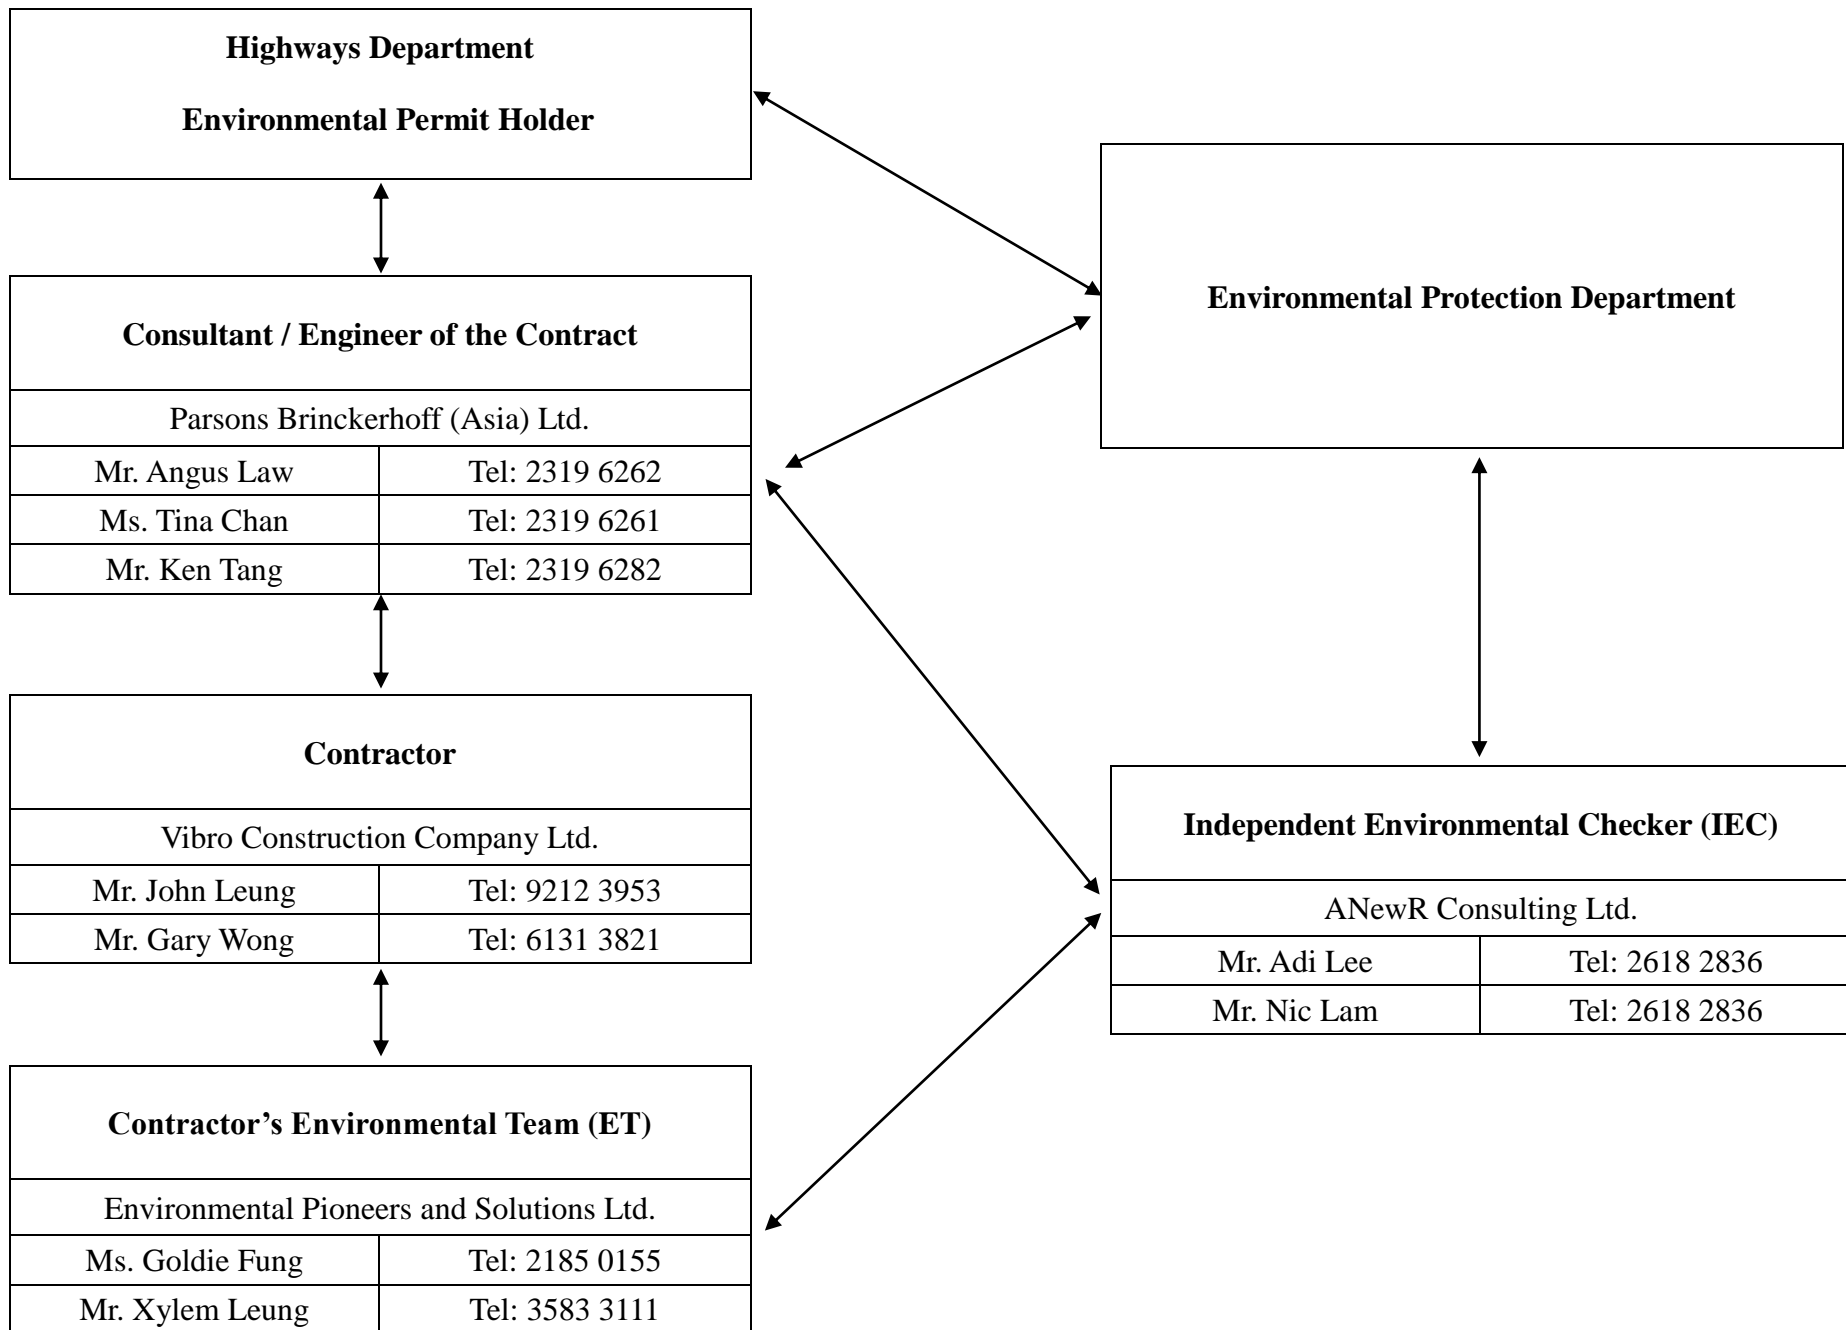 Highways Department
Environmental Permit Holder
Environmental Protection Department
Consultant / Engineer of the Contract
Parsons Brinckerhoff (Asia) Ltd.
Mr. Angus Law Tel: 2319 6262
Ms. Tina Chan Tel: 2319 6261
Mr. Ken Tang Tel: 2319 6282
Contractor
Vibro Construction Company Ltd.
Mr. John Leung Tel: 9212 3953
Mr. Gary Wong Tel: 6131 3821
Independent Environmental Checker (IEC)
ANewR Consulting Ltd.
Mr. Adi Lee Tel: 2618 2836
Mr. Nic Lam Tel: 2618 2836
Contractor’s Environmental Team (ET)
Environmental Pioneers and Solutions Ltd.
Ms. Goldie Fung Tel: 2185 0155
Mr. Xylem Leung Tel: 3583 3111